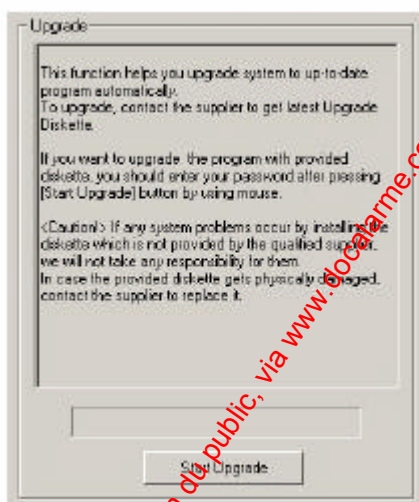 Upgrade
This function helps you upgrade system to up-to-date
program automatically.
To upgrade, contact the supplier to get latest Upgrade
Diskette.
If you want to upgrade the program with provided
diskette, you should enter your password after pressing
[Start Upgrade] button by using mouse.
<Caution!> If any system problems occur by installing the
diskette which is not provided by the qualified supplier,
we will not take any responsibility for them.
In case the provided diskette gets physically damaged,
contact the supplier to replace it.
Start Upgrade
du public, via www.docalarme.co